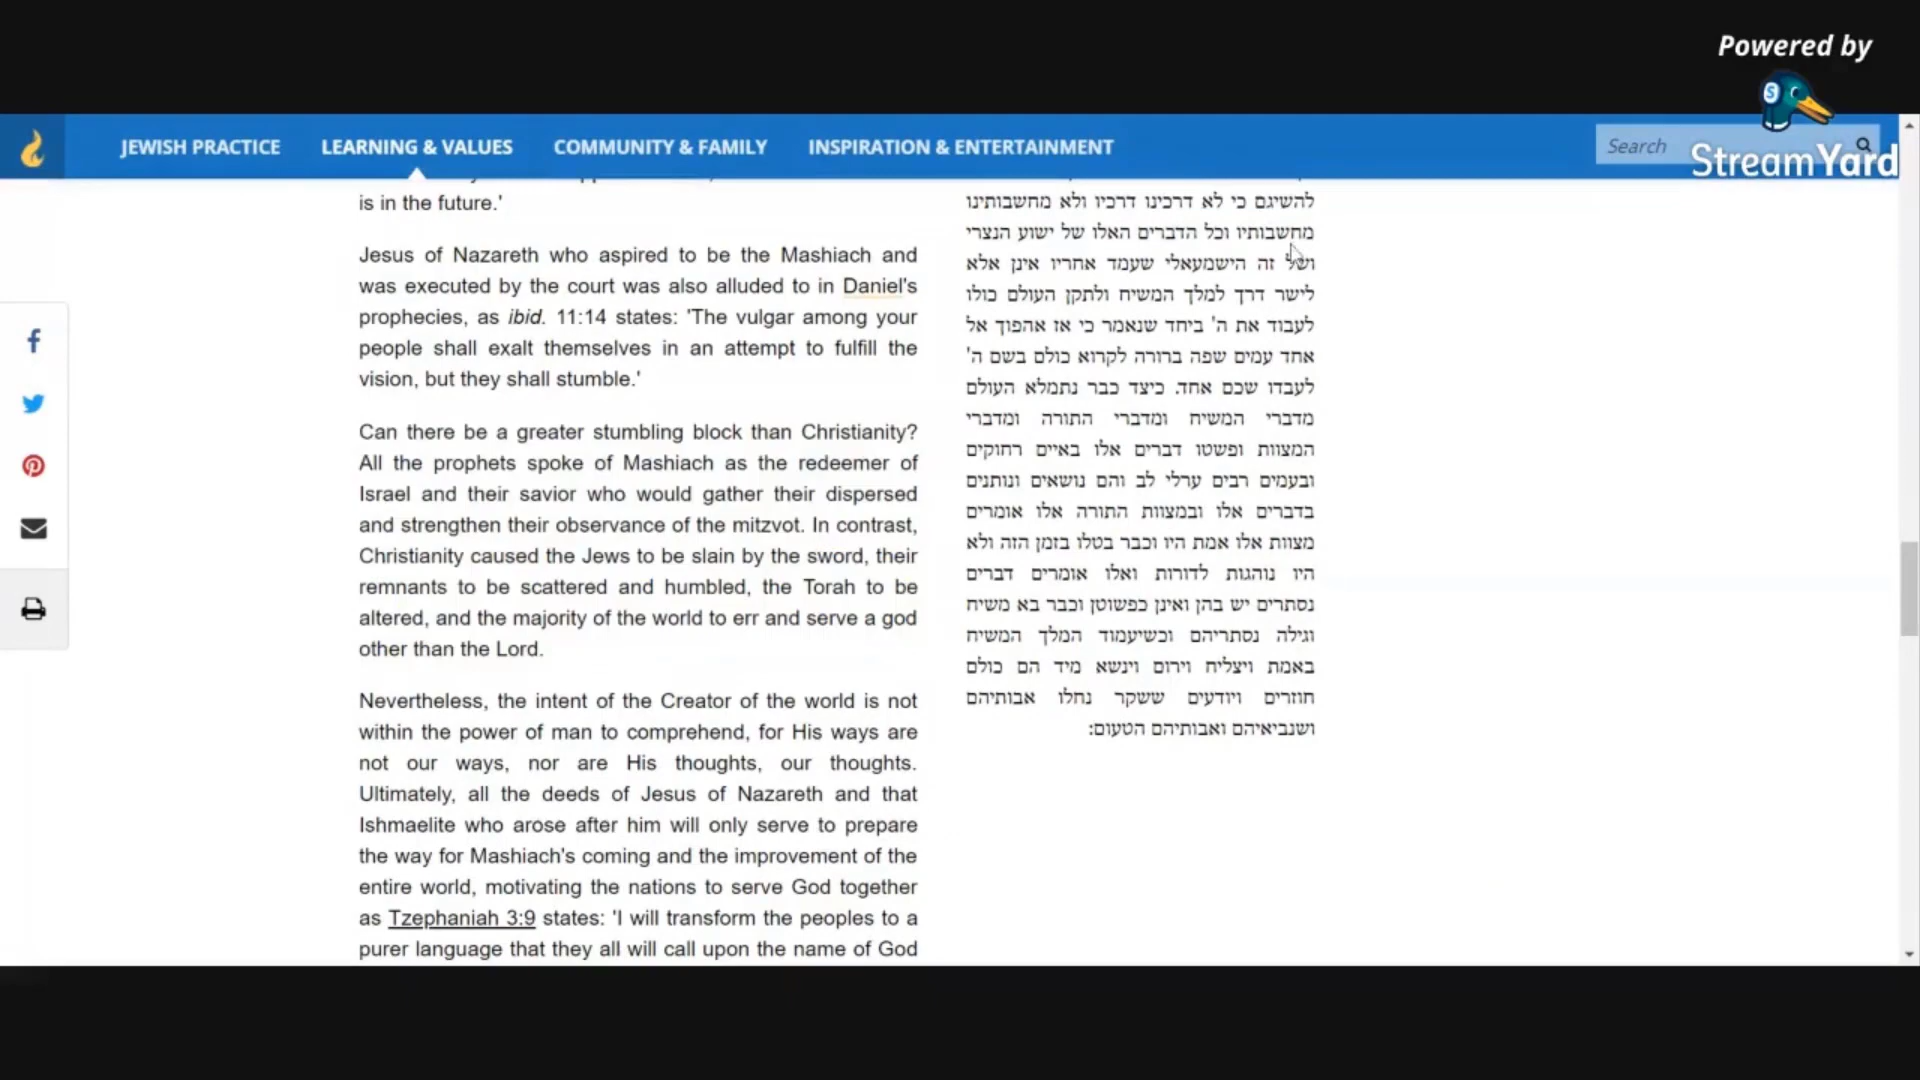 Powered by
StreamYard
JEWISH PRACTICE
LEARNING & VALUES
COMMUNITY & FAMILY
INSPIRATION & ENTERTAINMENT
Search
is in the future.'
Jesus of Nazareth who aspired to be the Mashiach and
was executed by the court was also alluded to in Daniel's
prophecies, as ibid. 11:14 states: 'The vulgar among your
people shall exalt themselves in an attempt to fulfill the
vision, but they shall stumble.'
Can there be a greater stumbling block than Christianity?
All the prophets spoke of Mashiach as the redeemer of
Israel and their savior who would gather their dispersed
and strengthen their observance of the mitzvot. In contrast,
Christianity caused the Jews to be slain by the sword, their
remnants to be scattered and humbled, the Torah to be
altered, and the majority of the world to err and serve a god
other than the Lord.
Nevertheless, the intent of the Creator of the world is not
within the power of man to comprehend, for His ways are
not our ways, nor are His thoughts, our thoughts.
Ultimately, all the deeds of Jesus of Nazareth and that
Ishmaelite who arose after him will only serve to prepare
the way for Mashiach's coming and the improvement of the
entire world, motivating the nations to serve God together
as Tzephaniah 3:9 states: 'I will transform the peoples to a
purer language that they all will call upon the name of God
להשיגם כי לא דרכינו דרכיו ולא מחשבותינו
מחשבותיו וכל הדברים האלו של ישוע הנצרי
ושל זה הישמעאלי שעמד אחריו אינן אלא
לישר דרך למלך המשיח ולתקן העולם כולו
לעבוד את ה' ביחד שנאמר כי אז אהפוך אל
אחד עמים שפה ברורה לקרוא כולם בשם ה'
לעבדו שכם אחד. כיצד כבר נתמלא העולם
מדברי המשיח ומדברי התורה ומדברי
המצוות ופשטו דברים אלו באיים רחוקים
ובעמים רבים ערלי לב והם נושאים ונותנים
בדברים אלו ובמצוות התורה אלו אומרים
מצוות אלו אמת היו וכבר בטלו בזמן הזה ולא
היו נוהגות לדורות ואלו אומרים דברים
נסתרים יש בהן ואינן כפשוטן וכבר בא משיח
וגילה נסתריהם וכשיעמוד המלך המשיח
באמת ויצליח וירום וינשא מיד הם כולם
חוזרים ויודעים ששקר נחלו אבותיהם
ושנביאיהם ואבותיהם הטעום: